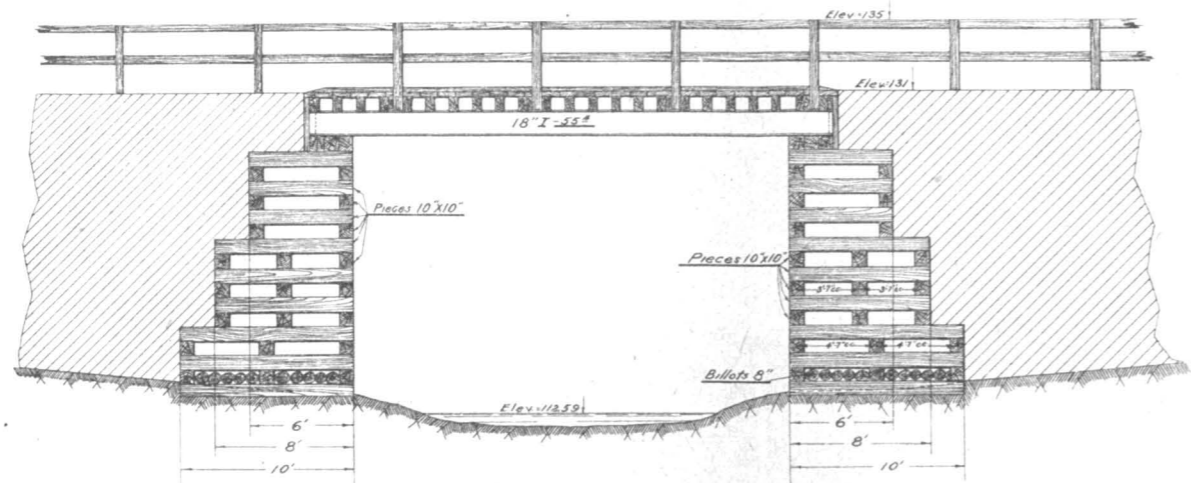 Elev-135
Elev-131
18" I - 55#
Pieces 10"X10"
Pieces 10"x10"
Billots 8"
Elev-112.59
6'
8'
10'
6'
8'
10'